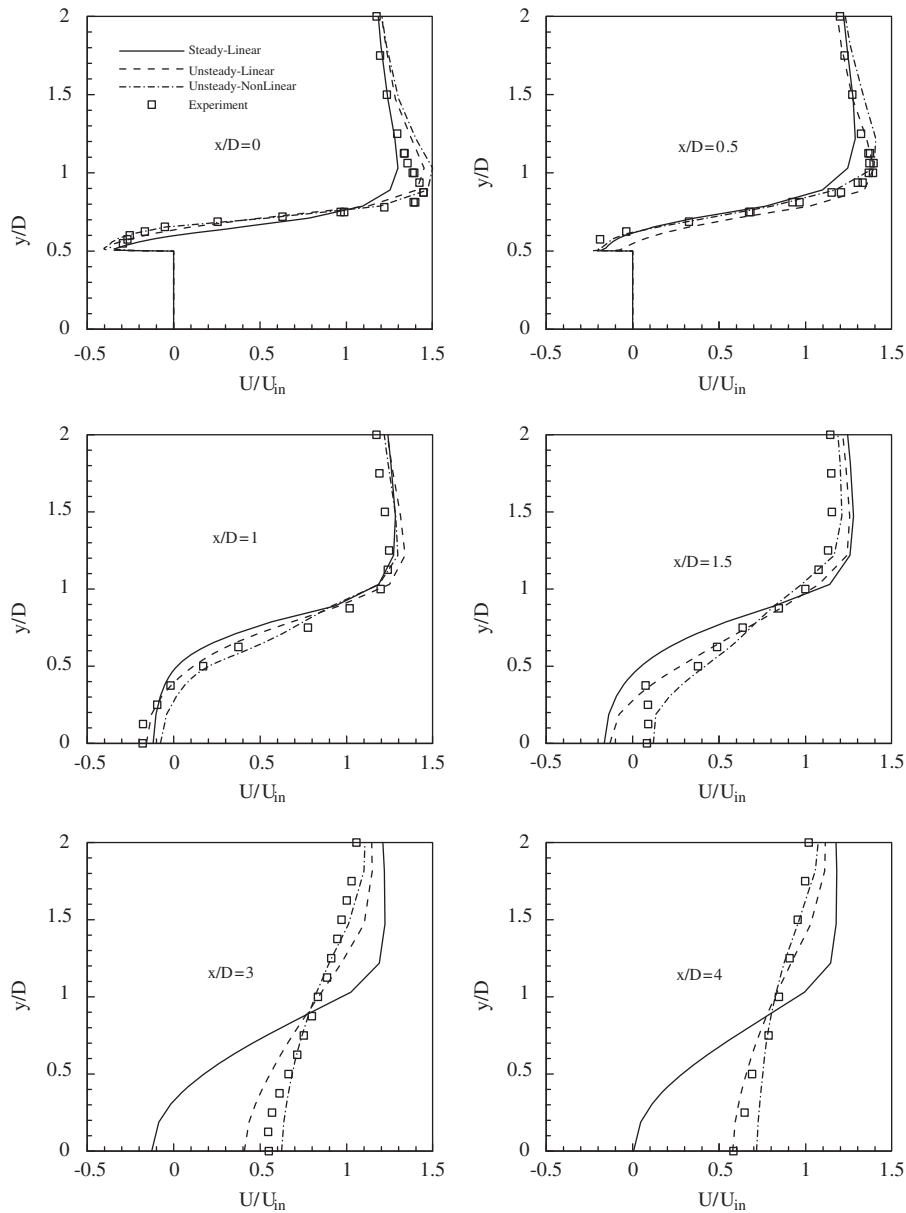 2
1.5
1
0.5
0
y/D
Steady-Linear
Unsteady-Linear
Unsteady-NonLinear
Experiment
x/D=0
-0.5 0 0.5 1 1.5
U/U_in
2
1.5
1
0.5
0
y/D
x/D=0.5
-0.5 0 0.5 1 1.5
U/U_in
2
1.5
1
0.5
0
y/D
x/D=1
-0.5 0 0.5 1 1.5
U/U_in
2
1.5
1
0.5
0
y/D
x/D=1.5
-0.5 0 0.5 1 1.5
U/U_in
2
1.5
1
0.5
0
y/D
x/D=3
-0.5 0 0.5 1 1.5
U/U_in
2
1.5
1
0.5
0
y/D
x/D=4
-0.5 0 0.5 1 1.5
U/U_in